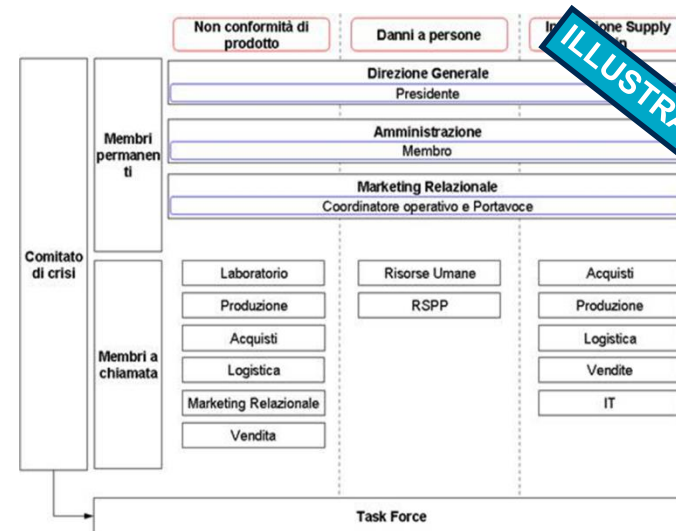 Non conformità di
prodotto
Danni a persone
Supply
ILLUSTRA
Direzione Generale
Presidente
Membri
permanen
ti
Amministrazione
Membro
Marketing Relazionale
Coordinatore operativo e Portavoce
Comitato
di crisi
Membri a
chiamata
Laboratorio
Produzione
Acquisti
Logistica
Marketing Relazionale
Vendita
Risorse Umane
RSPP
Acquisti
Produzione
Logistica
Vendite
IT
Task Force